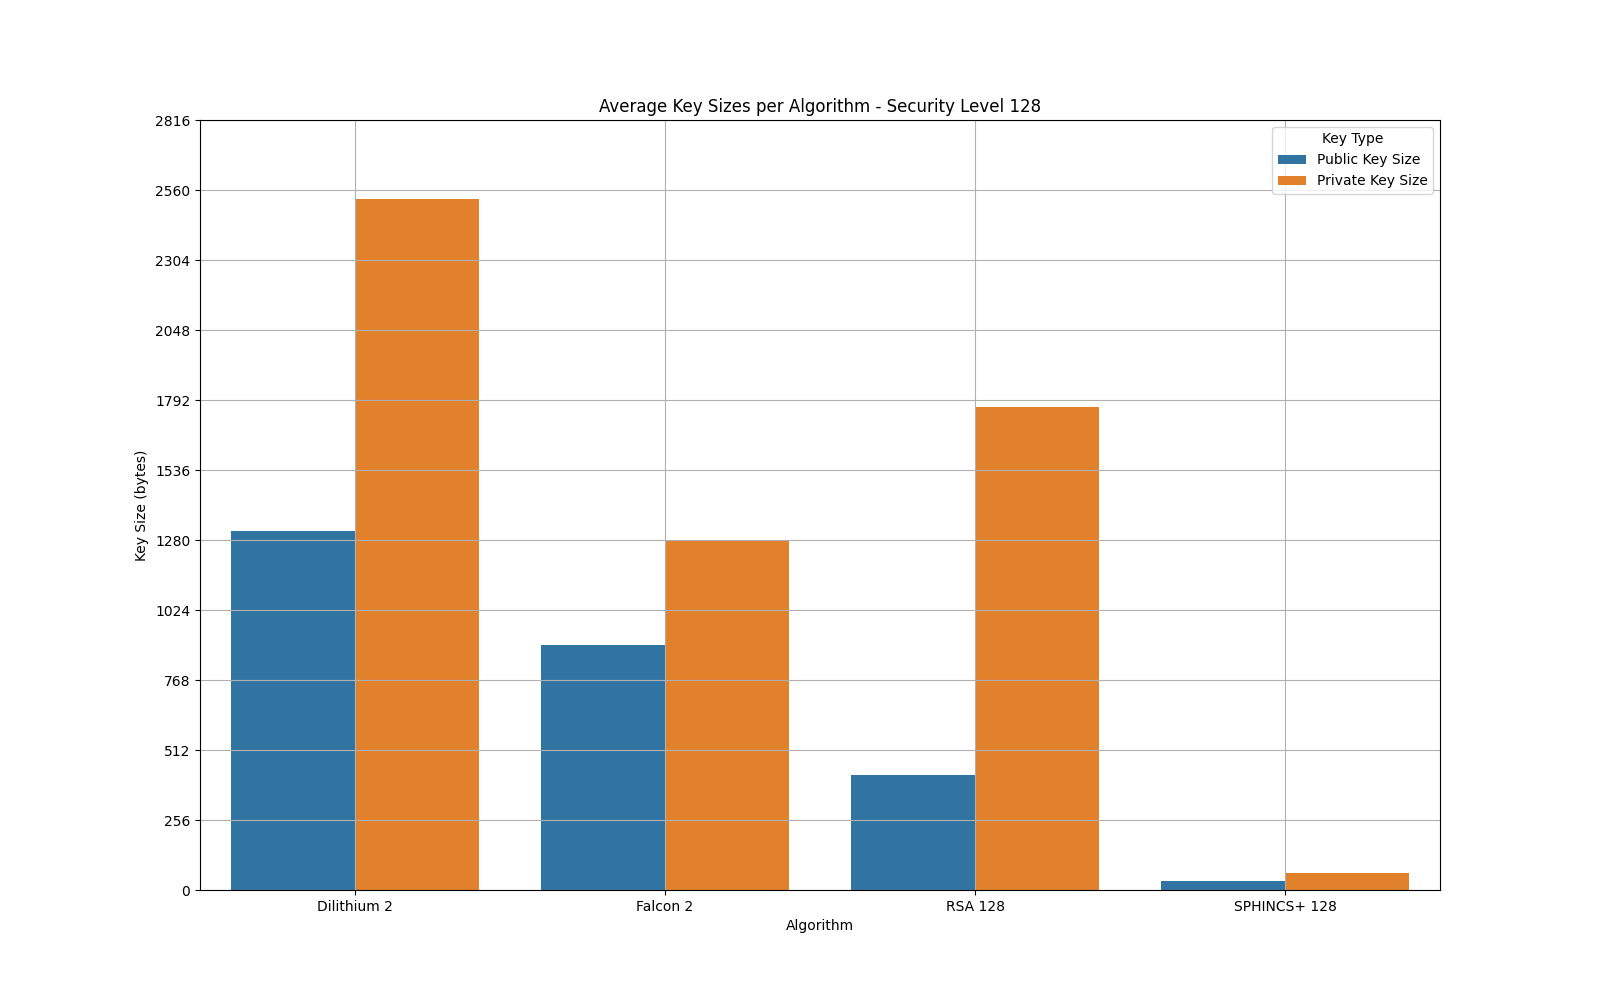 Average Key Sizes per Algorithm - Security Level 128
Key Type
Public Key Size
Private Key Size
2816
2560
2304
2048
1792
1536
1280
1024
768
512
256
0
Key Size (bytes)
Dilithium 2
Falcon 2
RSA 128
SPHINCS+ 128
Algorithm